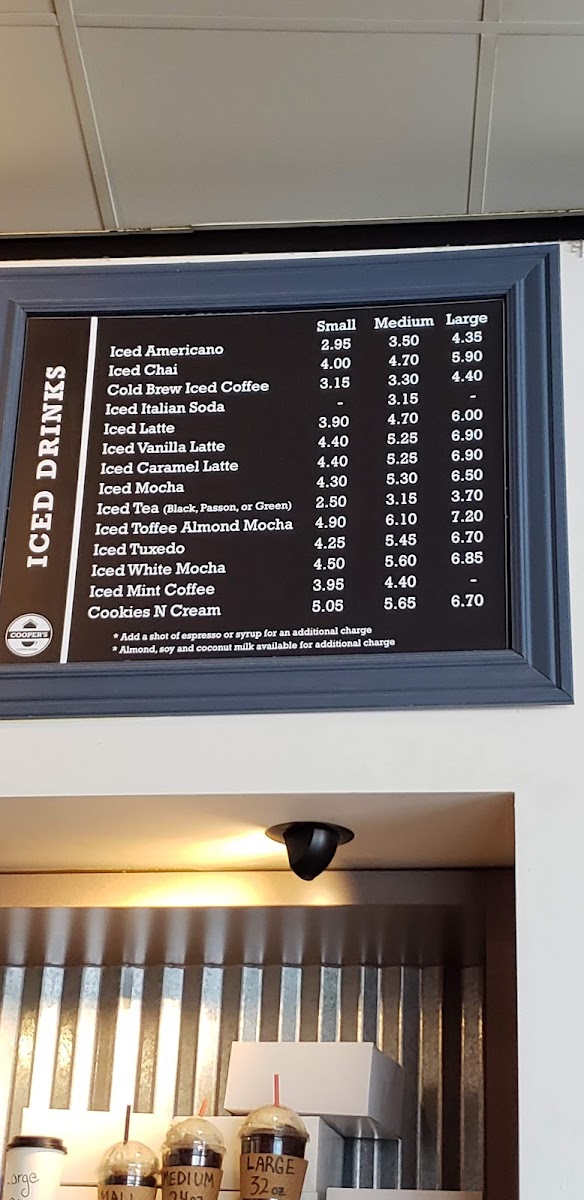 ICED DRINKS
Small Medium Large
Iced Americano 2.95 3.50 4.35
Iced Chai 4.00 4.70 5.90
Cold Brew Iced Coffee 3.15 3.30 4.40
Iced Italian Soda - 3.15 -
Iced Latte 3.90 4.70 6.00
Iced Vanilla Latte 4.40 5.25 6.90
Iced Caramel Latte 4.40 5.25 6.90
Iced Mocha 4.30 5.30 6.50
Iced Tea (Black, Passon, or Green) 2.50 3.15 3.70
Iced Toffee Almond Mocha 4.90 6.10 7.20
Iced Tuxedo 4.25 5.45 6.70
Iced White Mocha 4.50 5.60 6.85
Iced Mint Coffee 3.95 4.40 -
Cookies N Cream 5.05 5.65 6.70
* Add a shot of espresso or syrup for an additional charge
* Almond, soy and coconut milk available for additional charge
COOPER'S
MEDIUM
24oz
LARGE
32oz